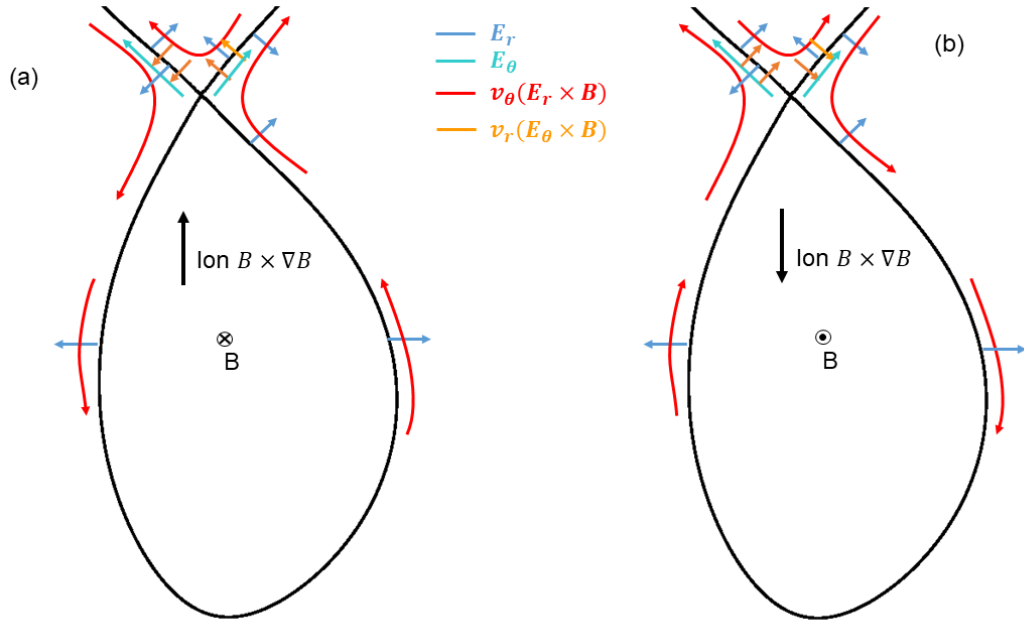 (a)
E_r
E_θ
v_θ(E_r × B)
v_r(E_θ × B)
(b)
Ion B × ∇B
Ion B × ∇B
B
B